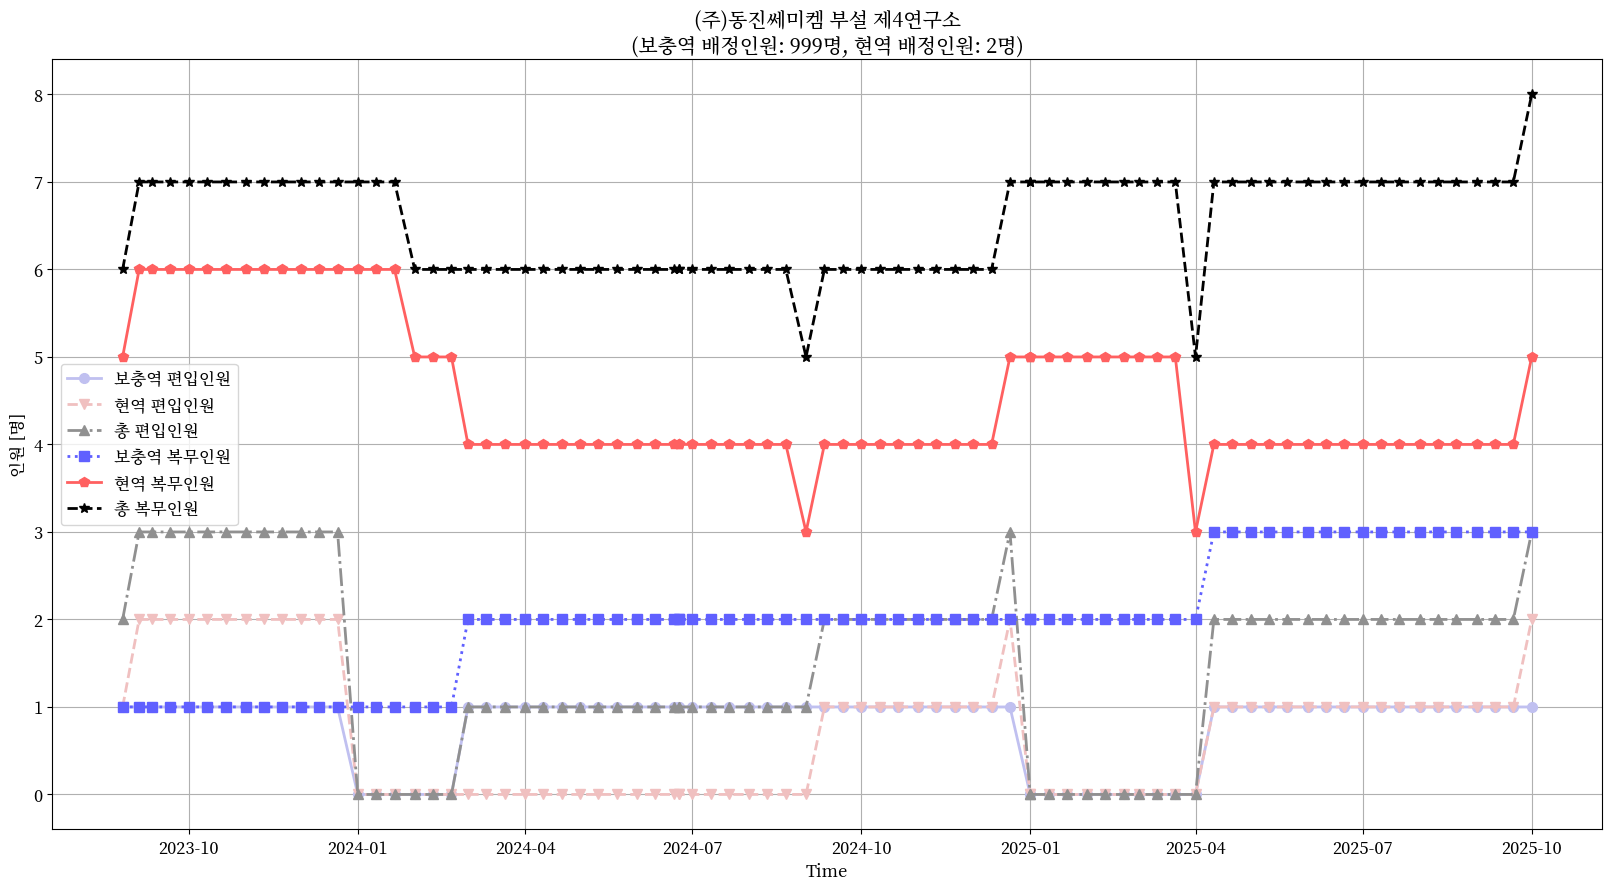 (주)동진쎄미켐 부설 제4연구소
(보충역 배정인원: 999명, 현역 배정인원: 2명)
8
7
6
5
4
3
2
1
0
인원 [명]
보충역 편입인원
현역 편입인원
총 편입인원
보충역 복무인원
현역 복무인원
총 복무인원
2023-10 2024-01 2024-04 2024-07 2024-10 2025-01 2025-04 2025-07 2025-10
Time